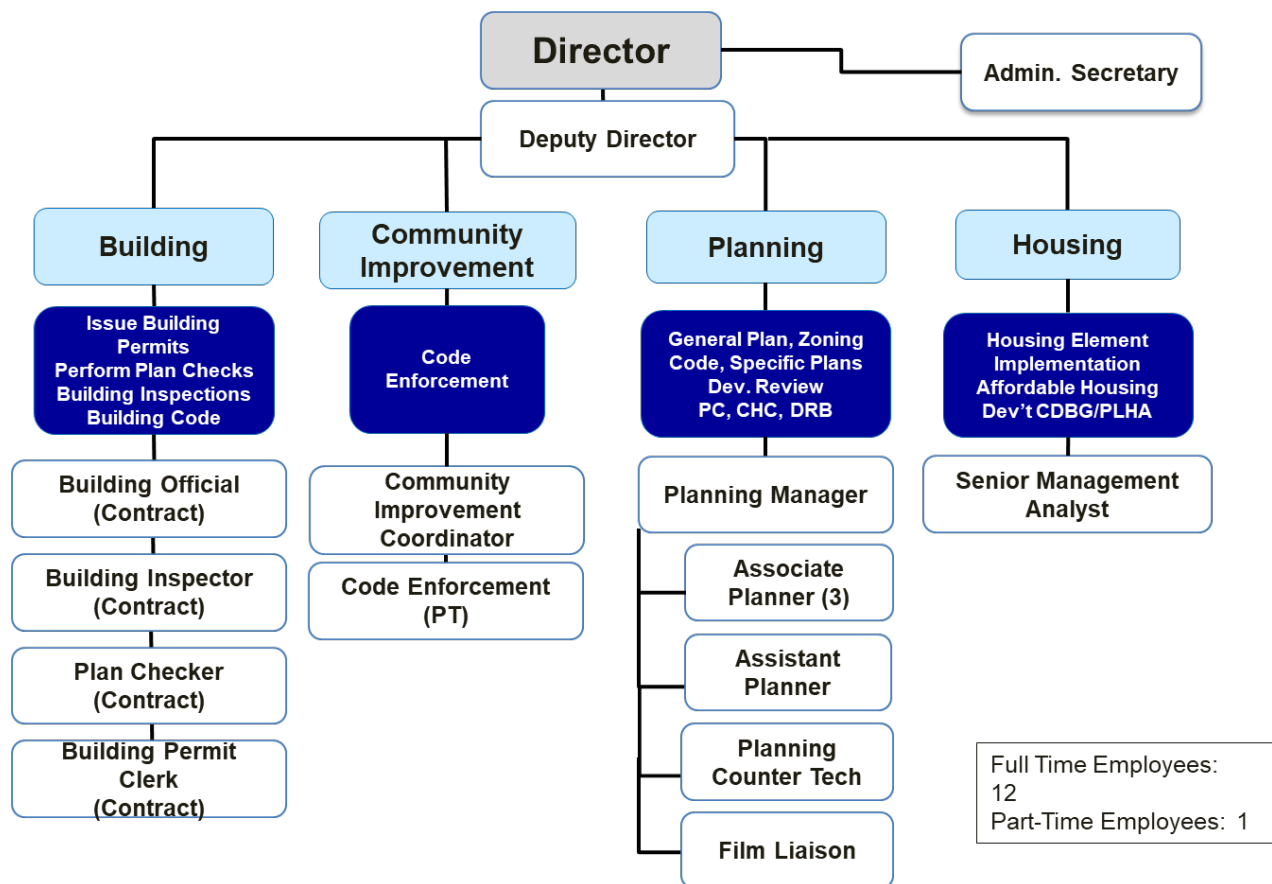 Director
Admin. Secretary
Deputy Director
Building
Community
Improvement
Planning
Housing
Issue Building
Permits
Perform Plan Checks
Building Inspections
Building Code
Code
Enforcement
General Plan, Zoning
Code, Specific Plans
Dev. Review
PC, CHC, DRB
Housing Element
Implementation
Affordable Housing
Dev’t CDBG/PLHA
Building Official
(Contract)
Building Inspector
(Contract)
Plan Checker
(Contract)
Building Permit
Clerk
(Contract)
Community
Improvement
Coordinator
Code Enforcement
(PT)
Planning Manager
Associate
Planner (3)
Assistant
Planner
Planning
Counter Tech
Film Liaison
Senior Management
Analyst
Full Time Employees:
12
Part-Time Employees: 1